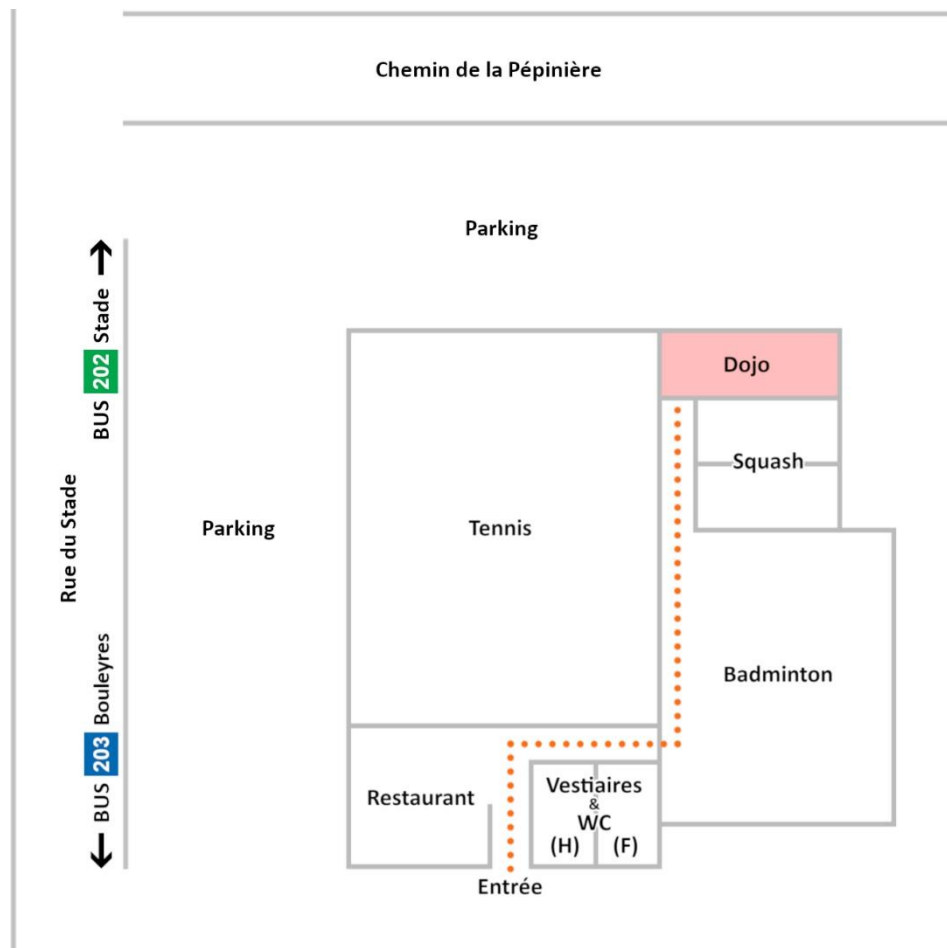 Chemin de la Pépinière
Parking
BUS 202 Stade
Dojo
Squash
Rue du Stade
Parking
Tennis
Badminton
BUS 203 Bouleyres
Restaurant
Vestiaires
&
WC
(H) (F)
Entrée